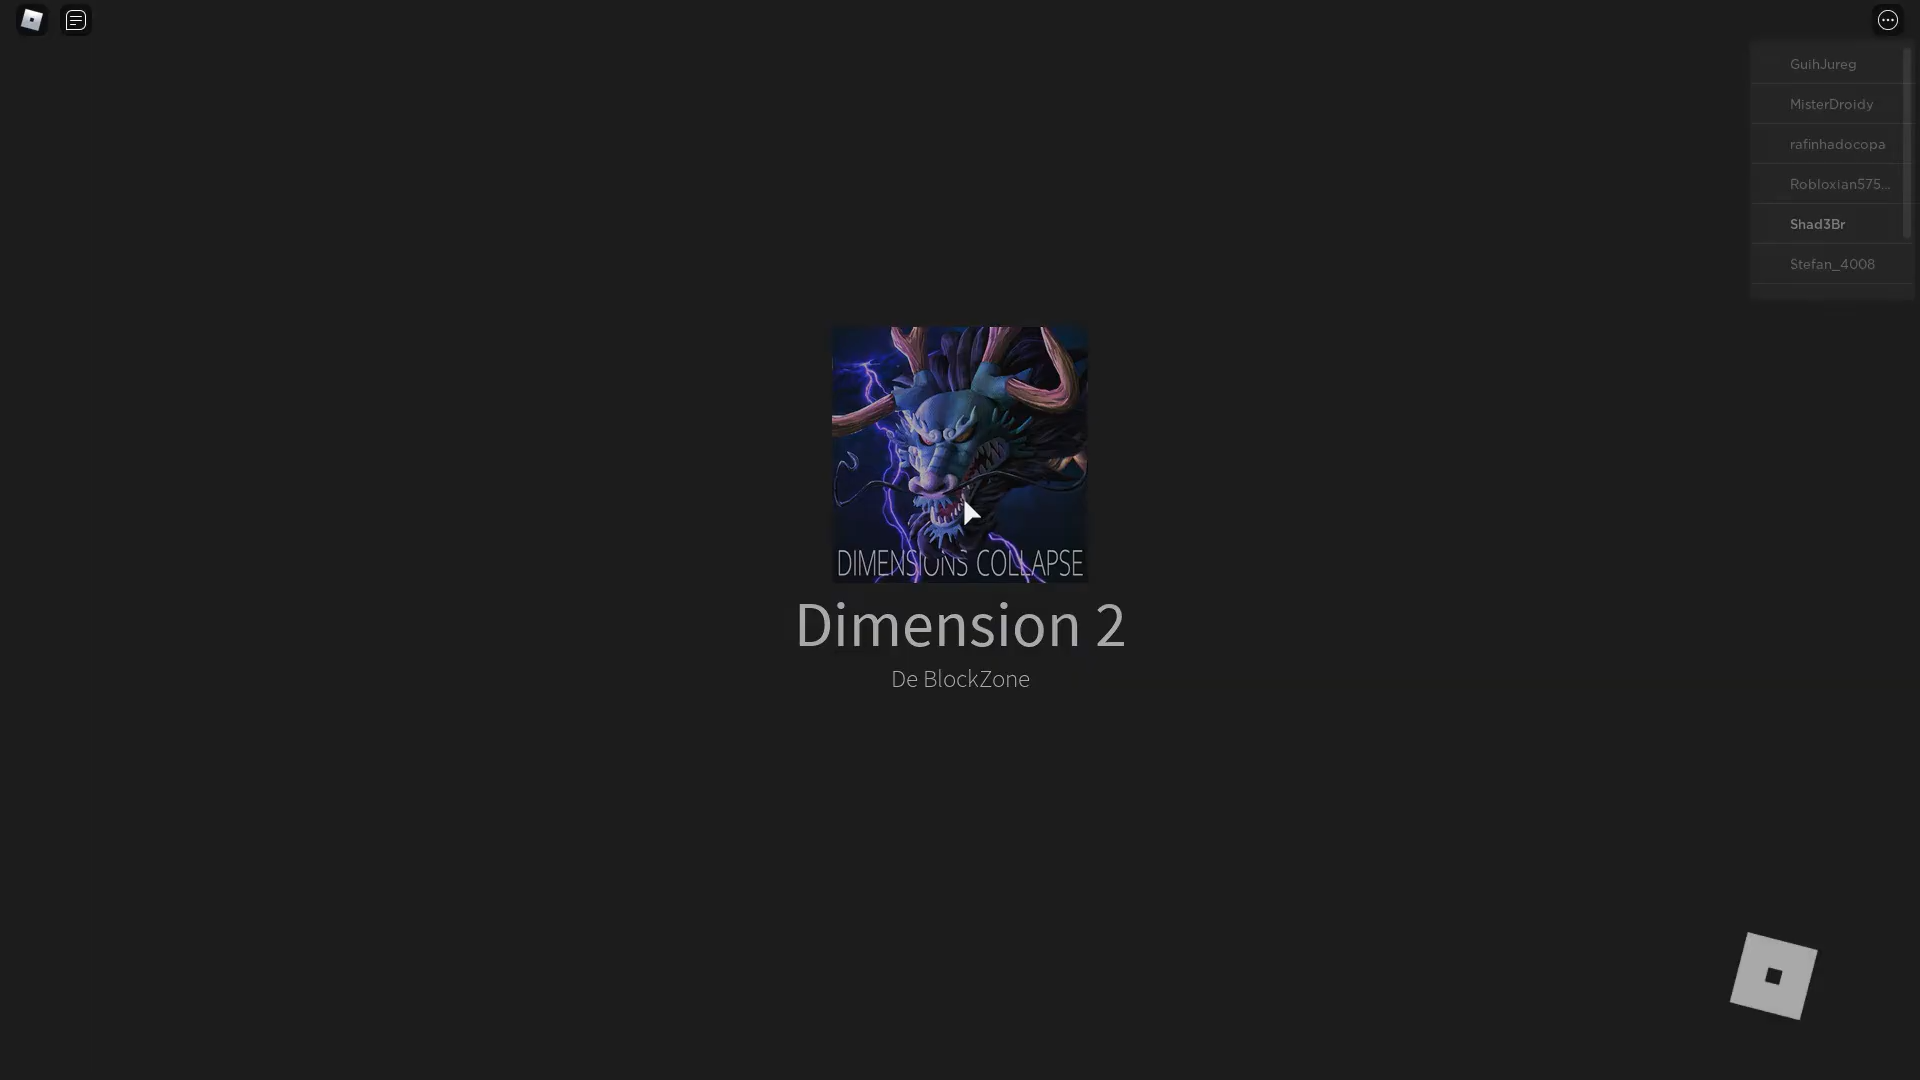 GuihJureg
MisterDroidy
rafinhadocopa
Robloxian575...
Shad3Br
Stefan_4008
DIMENSIONS COLLAPSE
Dimension 2
De BlockZone